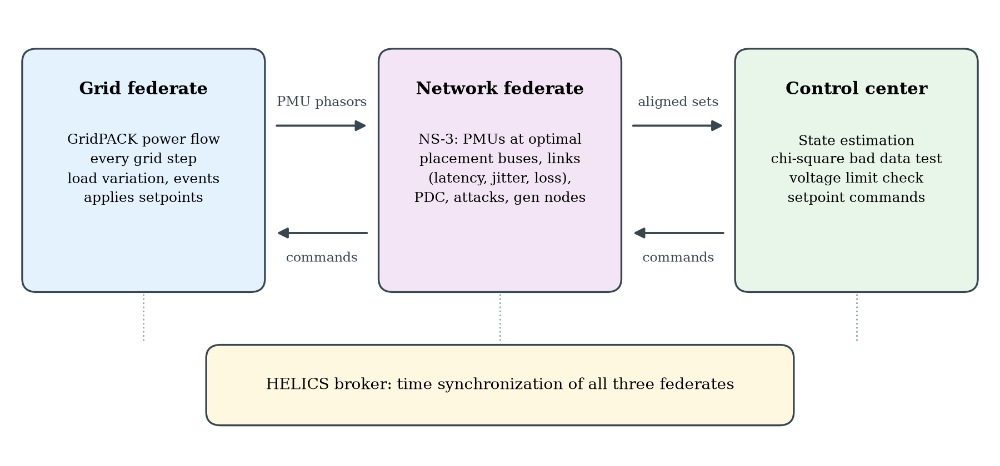 Grid federate
GridPACK power flow
every grid step
load variation, events
applies setpoints
PMU phasors
commands
Network federate
NS-3: PMUs at optimal
placement buses, links
(latency, jitter, loss),
PDC, attacks, gen nodes
aligned sets
commands
Control center
State estimation
chi-square bad data test
voltage limit check
setpoint commands
HELICS broker: time synchronization of all three federates